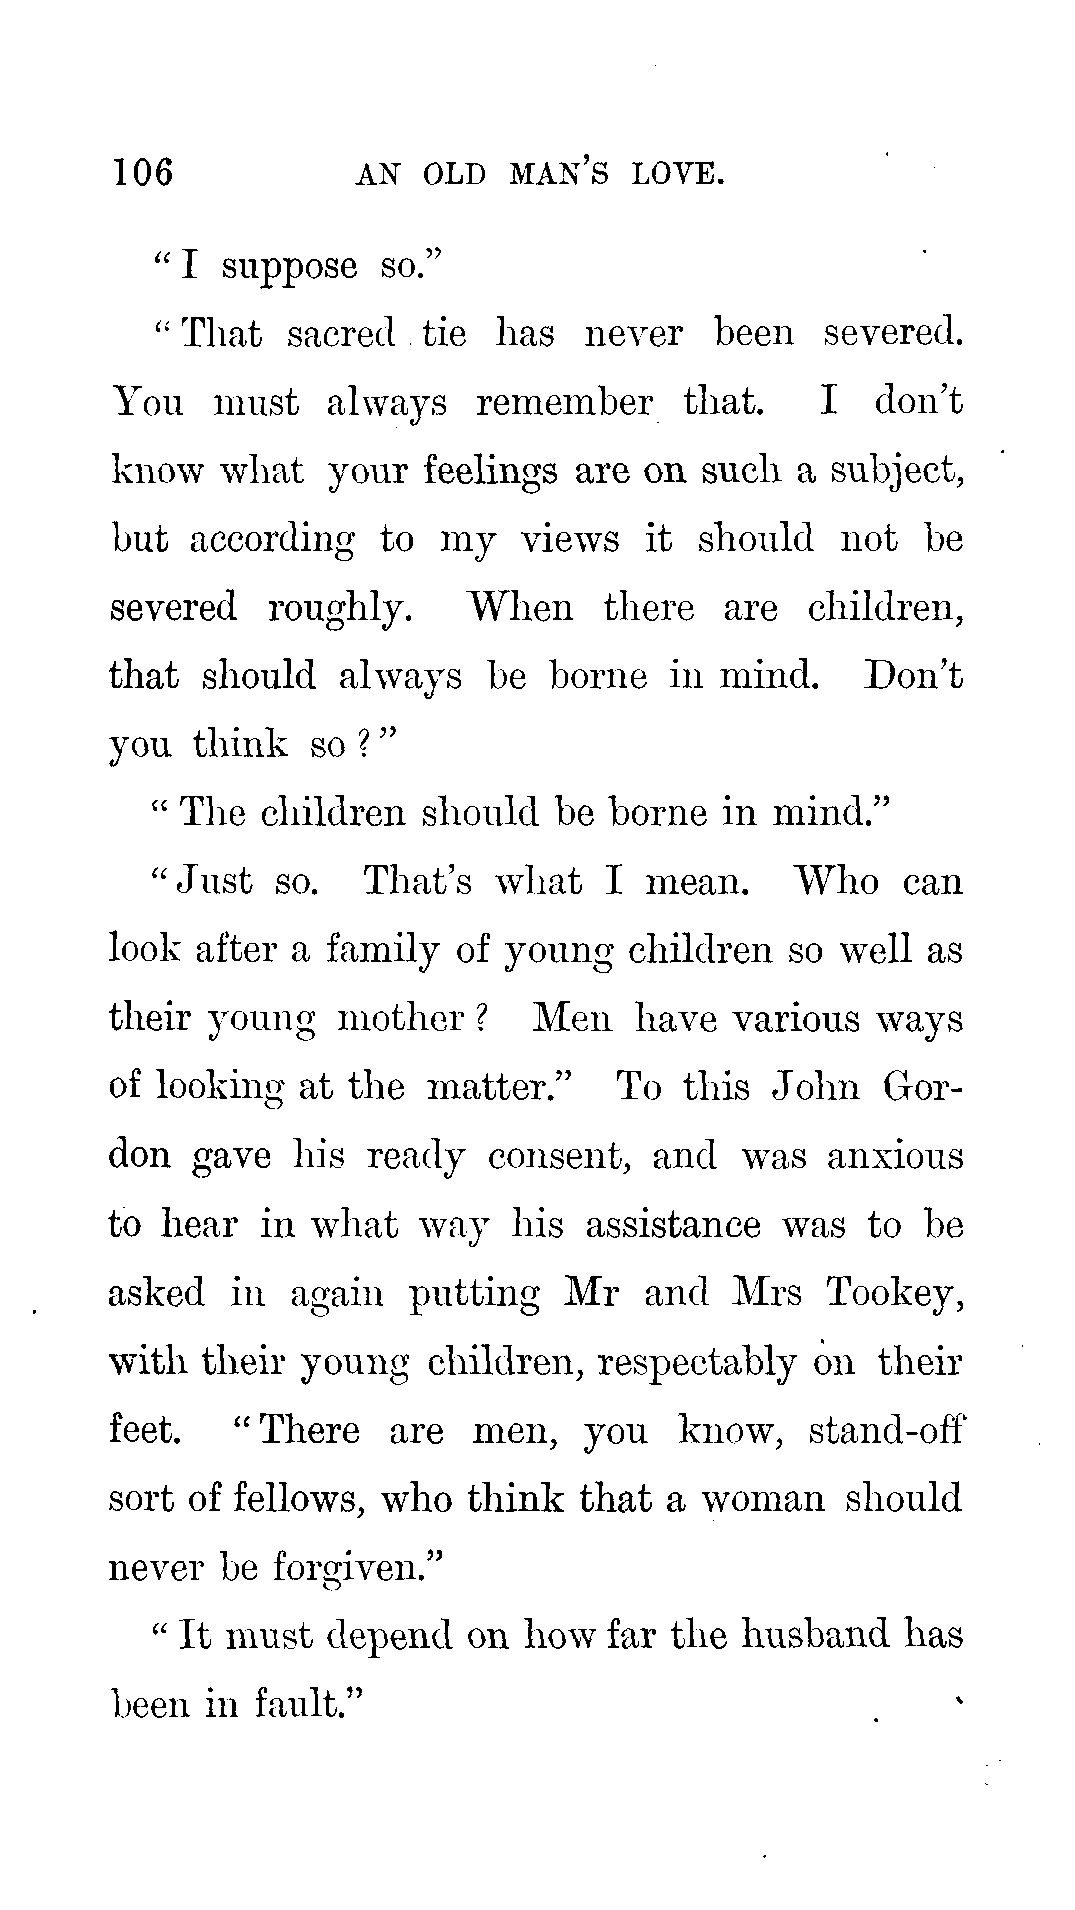 106 AN OLD MAN'S LOVE.
“ I suppose so.”
“ That sacred tie has never been severed.
You must always remember that. I don't
know what your feelings are on such a subject,
but according to my views it should not be
severed roughly. When there are children,
that should always be borne in mind. Don't
you think so ? ”
“ The children should be borne in mind.”
“ Just so. That's what I mean. Who can
look after a family of young children so well as
their young mother ? Men have various ways
of looking at the matter.” To this John Gor-
don gave his ready consent, and was anxious
to hear in what way his assistance was to be
asked in again putting Mr and Mrs Tookey,
with their young children, respectably on their
feet. “ There are men, you know, stand-off
sort of fellows, who think that a woman should
never be forgiven.”
“ It must depend on how far the husband has
been in fault.”